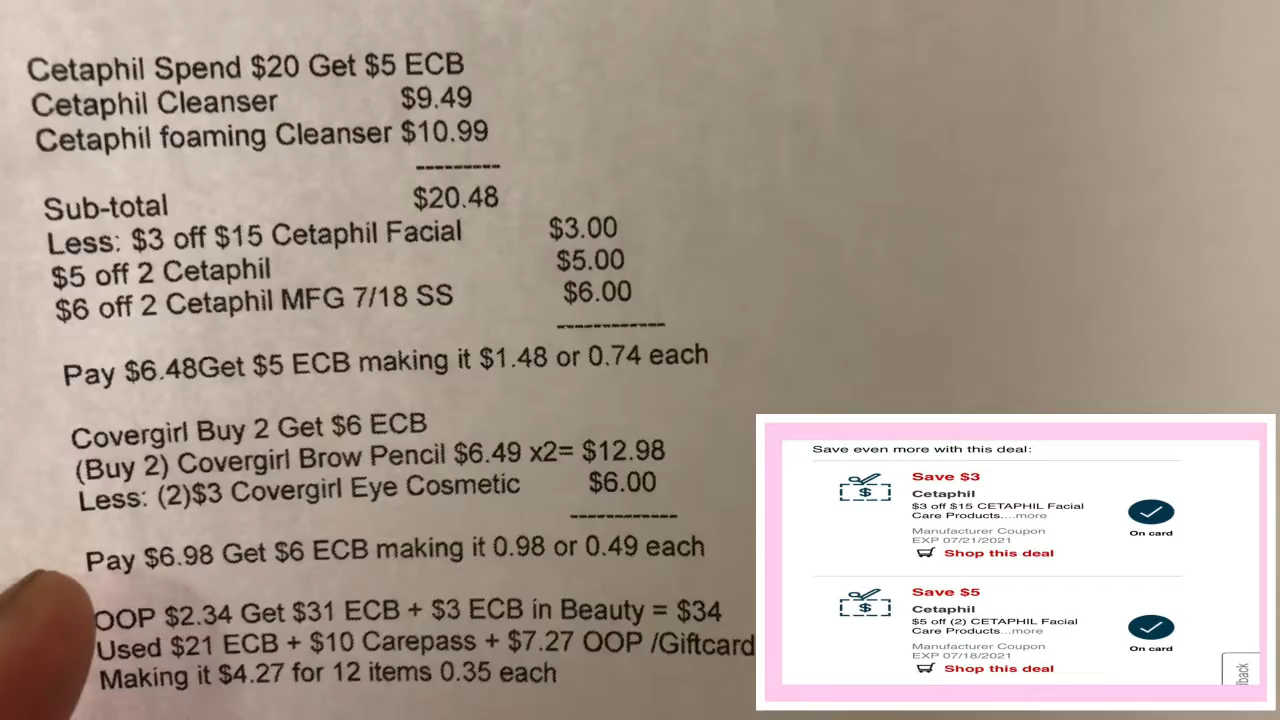 Cetaphil Spend $20 Get $5 ECB
Cetaphil Cleanser $9.49
Cetaphil foaming Cleanser $10.99
---------
Sub-total $20.48
Less: $3 off $15 Cetaphil Facial $3.00
$5 off 2 Cetaphil $5.00
$6 off 2 Cetaphil MFG 7/18 SS $6.00
------------
Pay $6.48Get $5 ECB making it $1.48 or 0.74 each
Covergirl Buy 2 Get $6 ECB
(Buy 2) Covergirl Brow Pencil $6.49 x2= $12.98
Less: (2)$3 Covergirl Eye Cosmetic $6.00
------------
Pay $6.98 Get $6 ECB making it 0.98 or 0.49 each
OOP $2.34 Get $31 ECB + $3 ECB in Beauty = $34
Used $21 ECB + $10 Carepass + $7.27 OOP /Giftcard
Making it $4.27 for 12 items 0.35 each
Save even more with this deal:
$
Save $3
Cetaphil
$3 off $15 CETAPHIL Facial
Care Products....more
Manufacturer Coupon
EXP 07/21/2021
Shop this deal
On card
$
Save $5
Cetaphil
$5 off (2) CETAPHIL Facial
Care Products...more
Manufacturer Coupon
EXP 07/18/2021
Shop this deal
On card